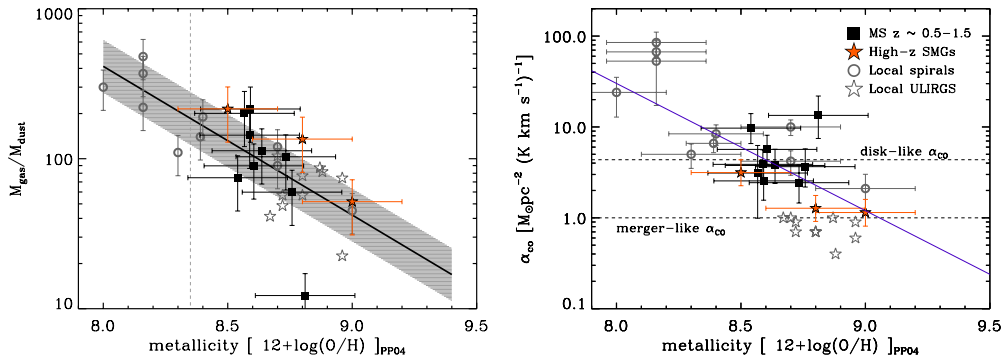 1000
100
10
M_gas/M_dust
8.0 8.5 9.0 9.5
metallicity [ 12+log(O/H) ]_PP04
100.0
10.0
1.0
0.1
α_CO [M⊙pc⁻² (K km s⁻¹)⁻¹]
MS z ~ 0.5-1.5
High-z SMGs
Local spirals
Local ULIRGS
disk-like α_CO
merger-like α_CO
8.0 8.5 9.0 9.5
metallicity [ 12+log(O/H) ]_PP04